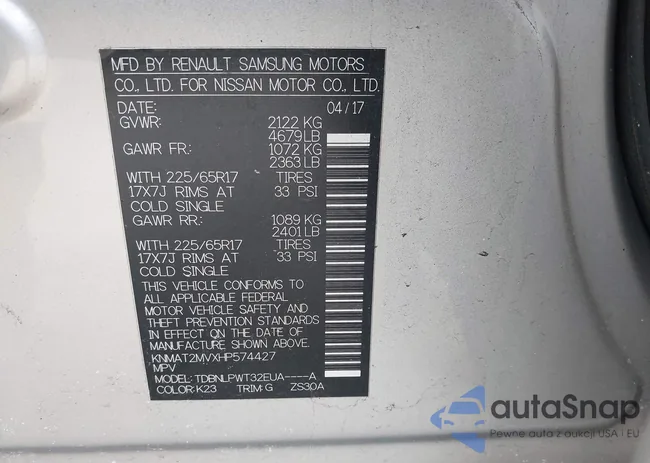 MFD BY RENAULT SAMSUNG MOTORS
CO., LTD. FOR NISSAN MOTOR CO., LTD.
DATE: 04/17
GVWR: 2122 KG
4679 LB
GAWR FR: 1072 KG
2363 LB
WITH 225/65R17 TIRES
17X7J RIMS AT 33 PSI
COLD SINGLE
GAWR RR: 1089 KG
2401 LB
WITH 225/65R17 TIRES
17X7J RIMS AT 33 PSI
COLD SINGLE
THIS VEHICLE CONFORMS TO
ALL APPLICABLE FEDERAL
MOTOR VEHICLE SAFETY AND
THEFT PREVENTION STANDARDS
IN EFFECT ON THE DATE OF
MANUFACTURE SHOWN ABOVE.
KNMAT2MVXHP574427
MPV
MODEL: TDBNLPWT32EUA----A
COLOR: K23 TRIM: G ZS30A
autoSnap
Pewne auto z aukcji USA i EU